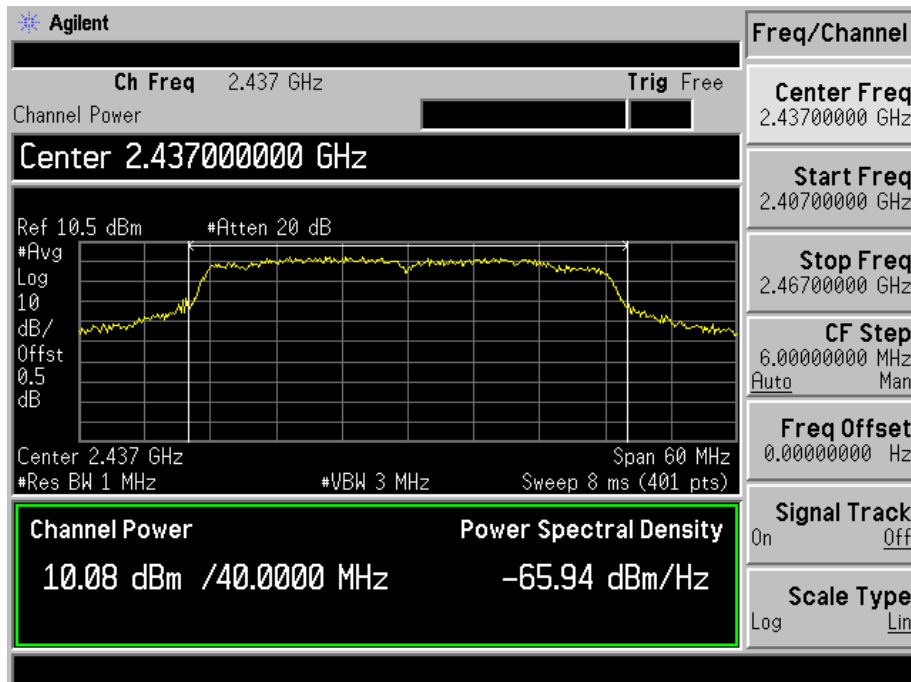 Agilent
Freq/Channel
Ch Freq 2.437 GHz Trig Free
Channel Power
Center 2.437000000 GHz
Ref 10.5 dBm #Atten 20 dB
#Avg
Log
10
dB/
Offst
0.5
dB
Center 2.437 GHz Span 60 MHz
#Res BW 1 MHz #VBW 3 MHz Sweep 8 ms (401 pts)
Channel Power Power Spectral Density
10.08 dBm /40.0000 MHz -65.94 dBm/Hz
Center Freq
2.43700000 GHz
Start Freq
2.40700000 GHz
Stop Freq
2.46700000 GHz
CF Step
6.00000000 MHz
Auto Man
Freq Offset
0.00000000 Hz
Signal Track
On Off
Scale Type
Log Lin